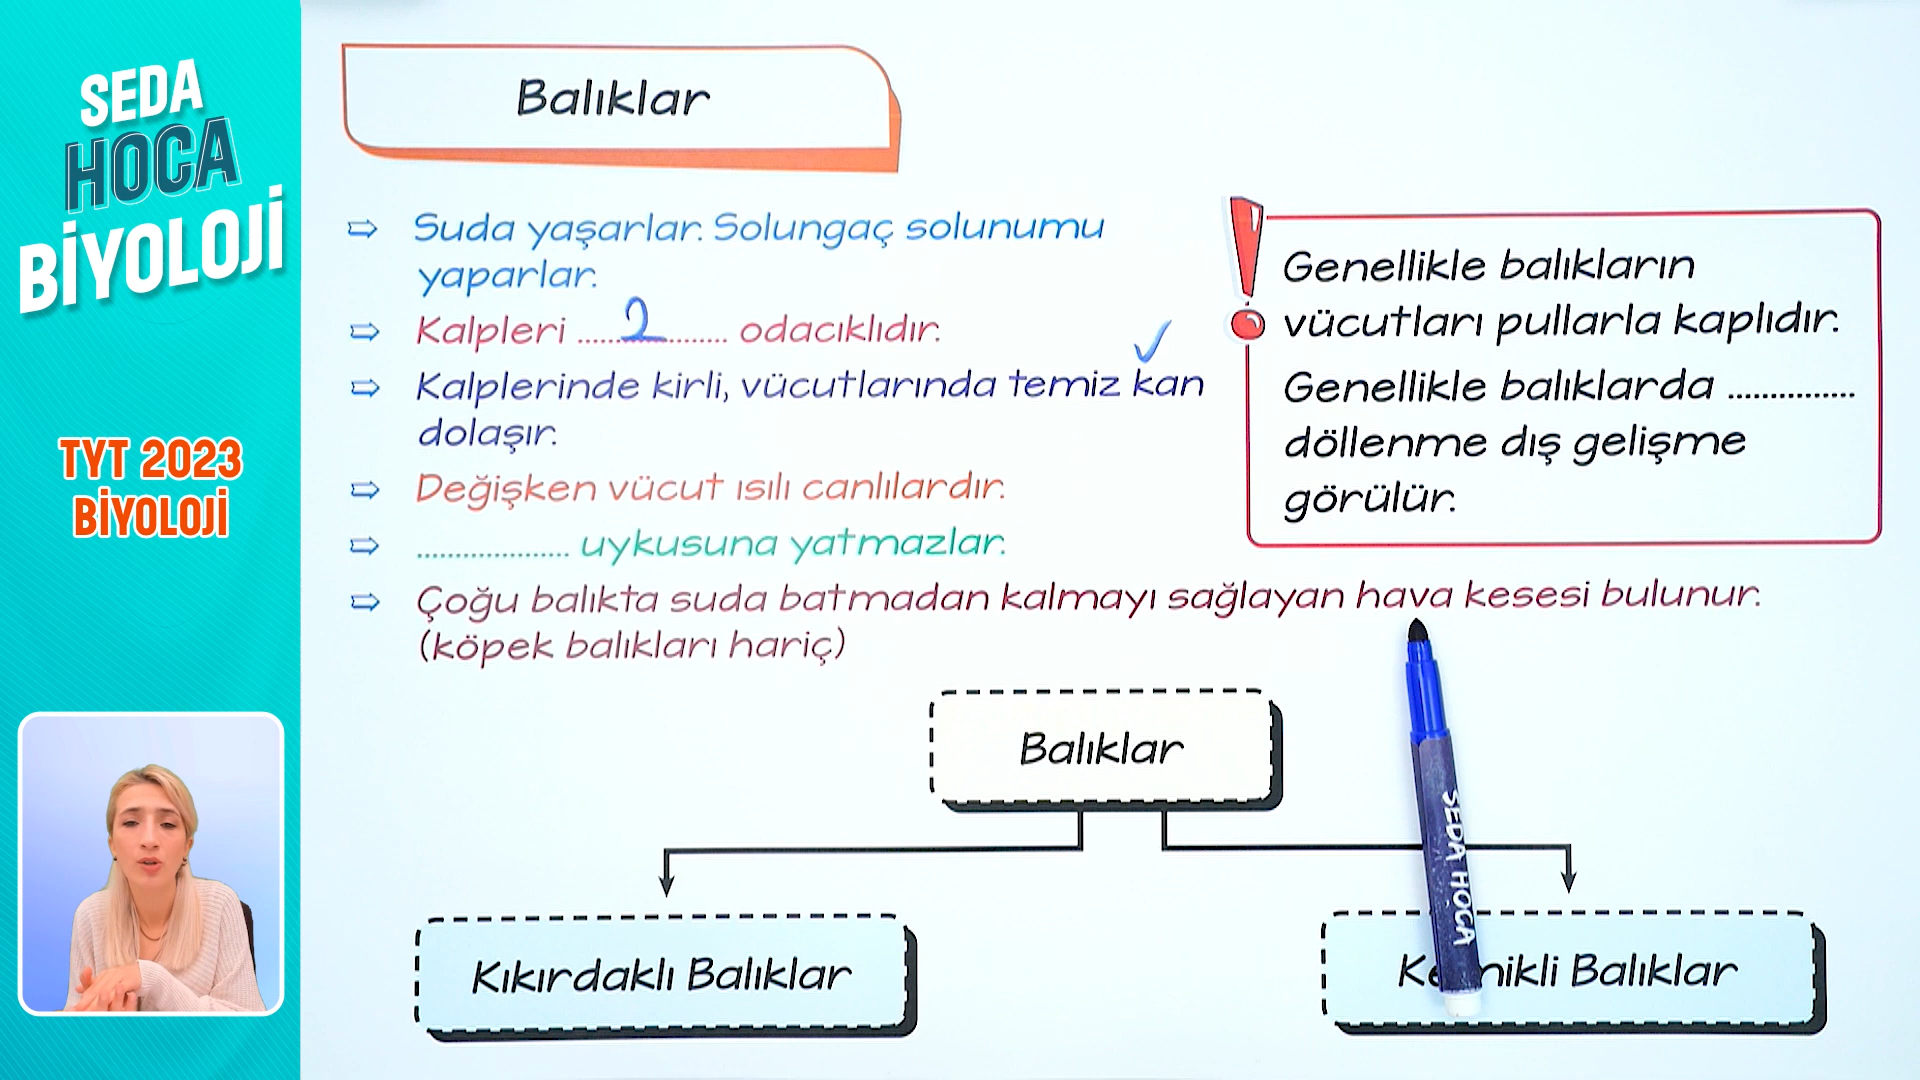 SEDA
HOCA
BİYOLOJİ
TYT 2023
BİYOLOJİ
Balıklar
⇨ Suda yaşarlar. Solungaç solunumu
yaparlar.
⇨ Kalpleri ........2........ odacıklıdır.
⇨ Kalplerinde kirli, vücutlarında temiz kan ✓
dolaşır.
⇨ Değişken vücut ısılı canlılardır.
⇨ .................... uykusuna yatmazlar.
⇨ Çoğu balıkta suda batmadan kalmayı sağlayan hava kesesi bulunur.
(köpek balıkları hariç)
Genellikle balıkların
vücutları pullarla kaplıdır.
Genellikle balıklarda ...............
döllenme dış gelişme
görülür.
Balıklar
Kıkırdaklı Balıklar
Balıklar
SEDA HOCA